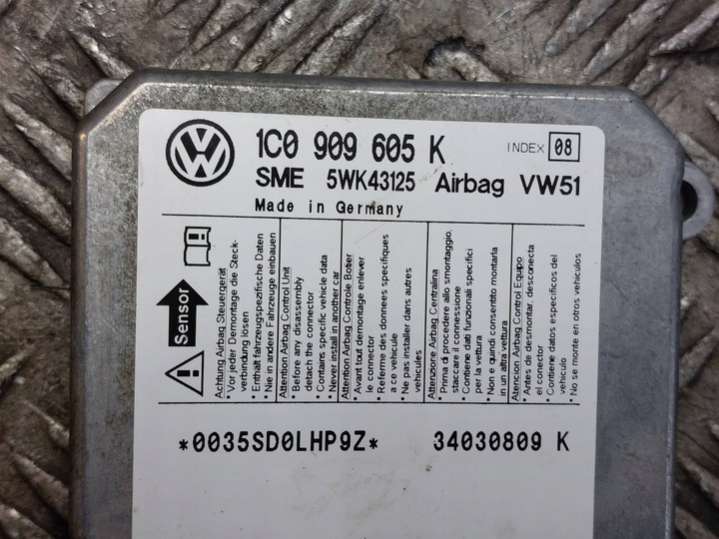 1C0 909 605 K
INDEX 08
SME 5WK43125 Airbag VW51
Made in Germany
Sensor
Achtung Airbag Steuergerät
• Vor jeder Demontage die Steck-
verbindung lösen
• Enthält fahrzeugspezifische Daten
• Nie in andere Fahrzeuge einbauen
Attention Airbag Control Unit
• Before any disassembly
detach the connector
• Contains specific vehicle data
• Never install in another car
Attention Airbag Controle Boiter
• Avant tout demontage enlever
le connector
• Referme des donnees specifiques
a ce vehicule
• Ne pas installer dans autres
vehicules
Attenzione Airbag Centralina
• Prima di procedere allo smontaggio,
staccare il connessione
• Contiene dati funzionali specifici
per la vettura
• Non e quindi consentito montarla
in un altra vettura
Atencion Airbag Control Equipo
• Antes de desmontar, desconecta
el conector
• Contiene datos especificos del
vehiculo
• No se monte en otros vehiculos
*0035SD0LHP9Z*
34030809 K